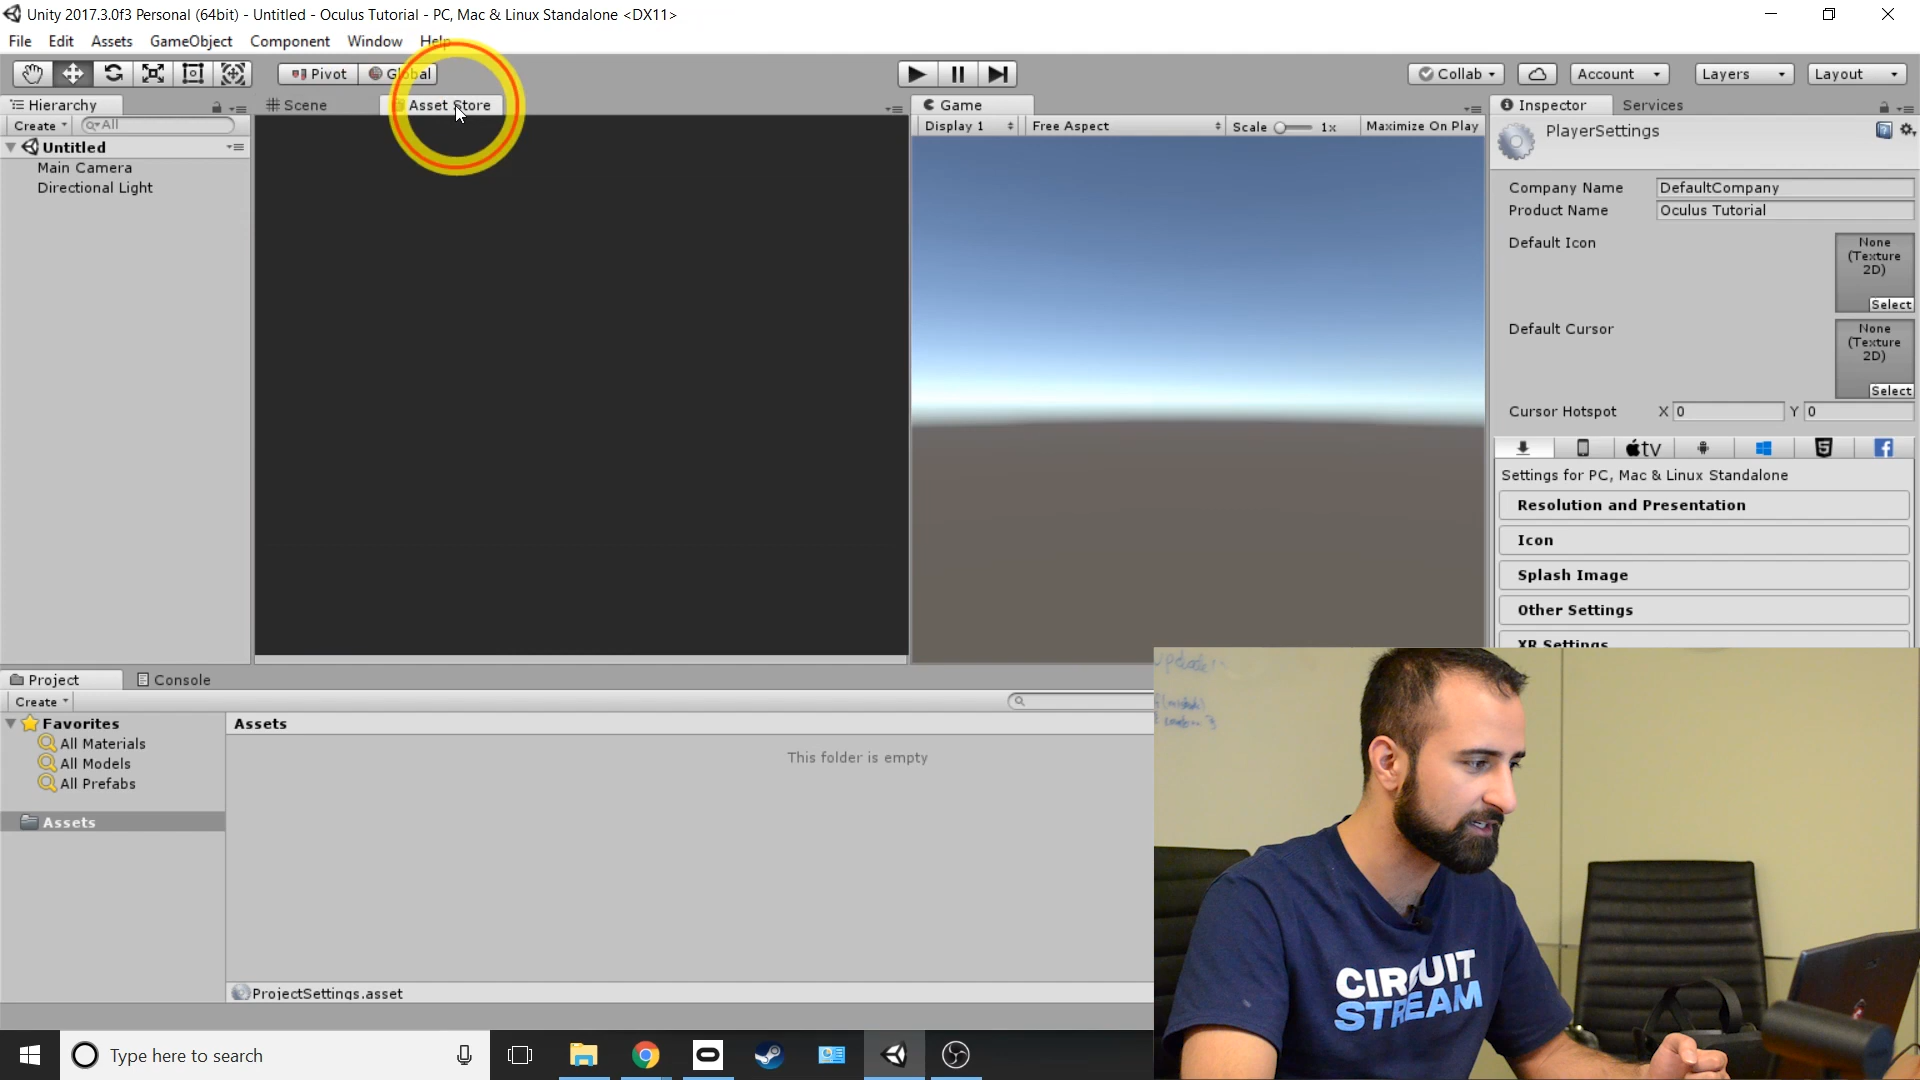 Unity 2017.3.0f3 Personal (64bit) - Untitled - Oculus Tutorial - PC, Mac & Linux Standalone <DX11>
File Edit Assets GameObject Component Window Help
Pivot Global Collab Account Layers Layout
Hierarchy Scene Asset Store Game Inspector Services
Create All Display 1 Free Aspect Scale 1x Maximize On Play
PlayerSettings
Untitled
Main Camera
Directional Light
Company Name DefaultCompany
Product Name Oculus Tutorial
Default Icon
None
(Texture
2D)
Select
Default Cursor
None
(Texture
2D)
Select
Cursor Hotspot X 0 Y 0
tv
Settings for PC, Mac & Linux Standalone
Resolution and Presentation
Icon
Splash Image
Other Settings
XR Settings
Project Console
Create
Favorites Assets
All Materials
This folder is empty
All Models
All Prefabs
Assets
ProjectSettings.asset
CIRCUIT
STREAM
Type here to search